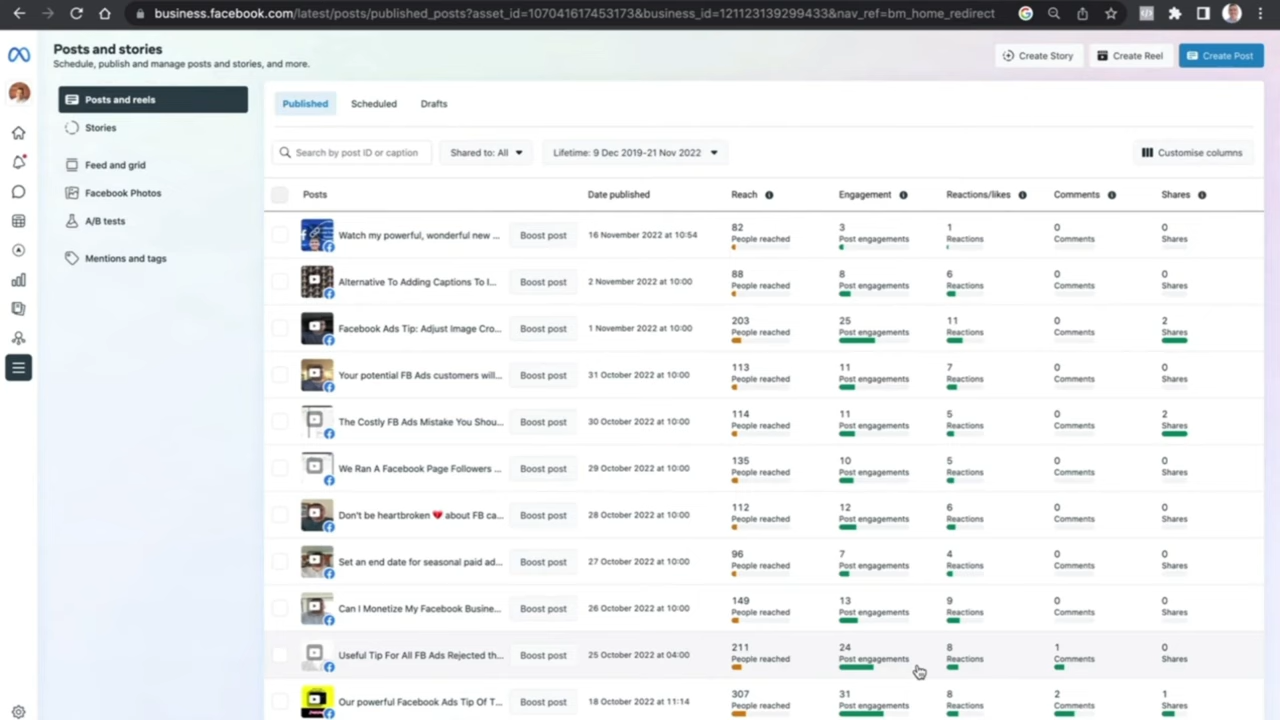 business.facebook.com/latest/posts/published_posts?asset_id=107041617453173&business_id=121123139299433&nav_ref=bm_home_redirect
Posts and stories
Schedule, publish and manage posts and stories, and more.
Create Story Create Reel Create Post
Posts and reels
Stories
Feed and grid
Facebook Photos
A/B tests
Mentions and tags
Published Scheduled Drafts
Search by post ID or caption Shared to: All Lifetime: 9 Dec 2019-21 Nov 2022 Customise columns
Posts Date published Reach Engagement Reactions/likes Comments Shares
Watch my powerful, wonderful new ... Boost post 16 November 2022 at 10:54 82 3 1 0 0
People reached Post engagements Reactions Comments Shares
Alternative To Adding Captions To I... Boost post 2 November 2022 at 10:00 88 8 6 0 0
People reached Post engagements Reactions Comments Shares
Facebook Ads Tip: Adjust Image Cro... Boost post 1 November 2022 at 10:00 203 25 11 0 2
People reached Post engagements Reactions Comments Shares
Your potential FB Ads customers will... Boost post 31 October 2022 at 10:00 113 11 7 0 0
People reached Post engagements Reactions Comments Shares
The Costly FB Ads Mistake You Shou... Boost post 30 October 2022 at 10:00 114 11 5 0 2
People reached Post engagements Reactions Comments Shares
We Ran A Facebook Page Followers ... Boost post 29 October 2022 at 10:00 135 10 5 0 0
People reached Post engagements Reactions Comments Shares
Don't be heartbroken 💔 about FB ca... Boost post 28 October 2022 at 10:00 112 12 6 0 0
People reached Post engagements Reactions Comments Shares
Set an end date for seasonal paid ad... Boost post 27 October 2022 at 10:00 96 7 4 0 0
People reached Post engagements Reactions Comments Shares
Can I Monetize My Facebook Busine... Boost post 26 October 2022 at 10:00 149 13 9 0 0
People reached Post engagements Reactions Comments Shares
Useful Tip For All FB Ads Rejected th... Boost post 25 October 2022 at 04:00 211 24 8 1 0
People reached Post engagements Reactions Comments Shares
Our powerful Facebook Ads Tip Of T... Boost post 18 October 2022 at 11:14 307 31 8 2 1
People reached Post engagements Reactions Comments Shares